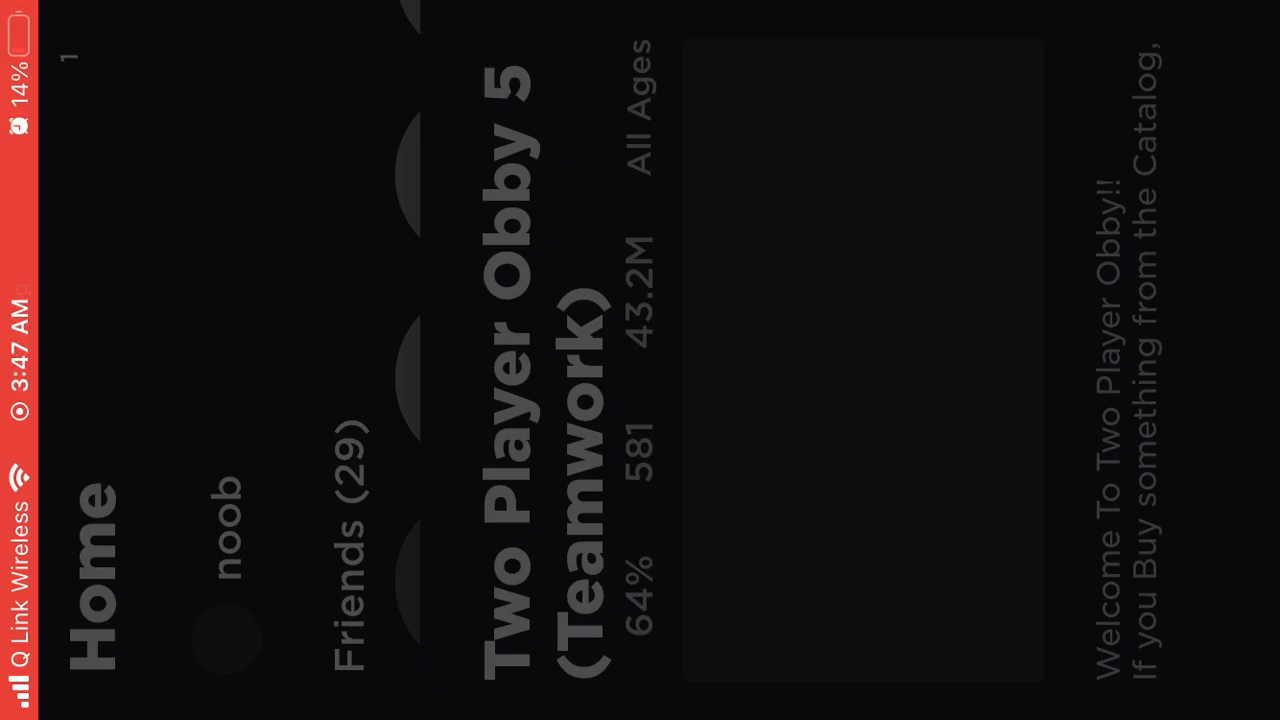 Q Link Wireless 3:47 AM 14%
Home 1
noob
Friends (29)
Two Player Obby 5
(Teamwork)
64% 581 43.2M All Ages
Welcome To Two Player Obby!!
If you Buy something from the Catalog,